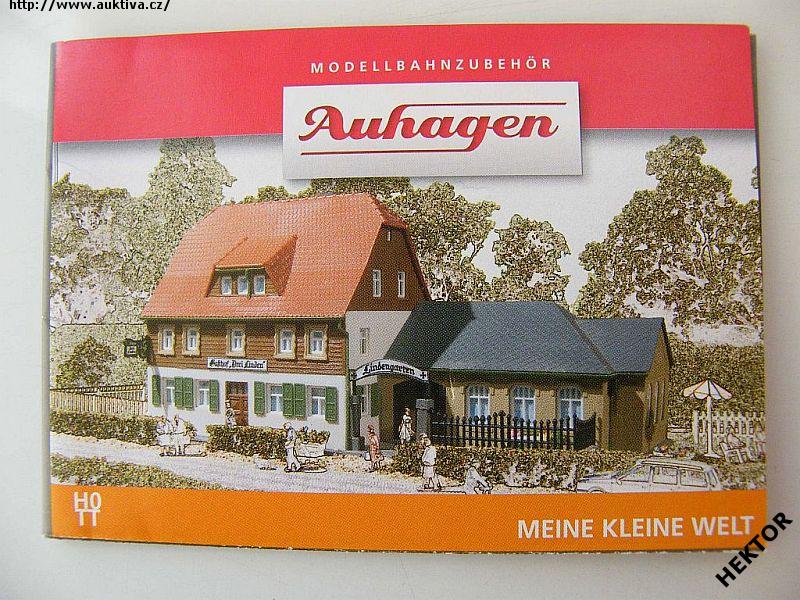 http://www.auktiva.cz/
MODELLBAHNZUBEHÖR
Auhagen
Gasthof „Drei Linden"
Lindengarten
H0
TT
MEINE KLEINE WELT
HEKTOR